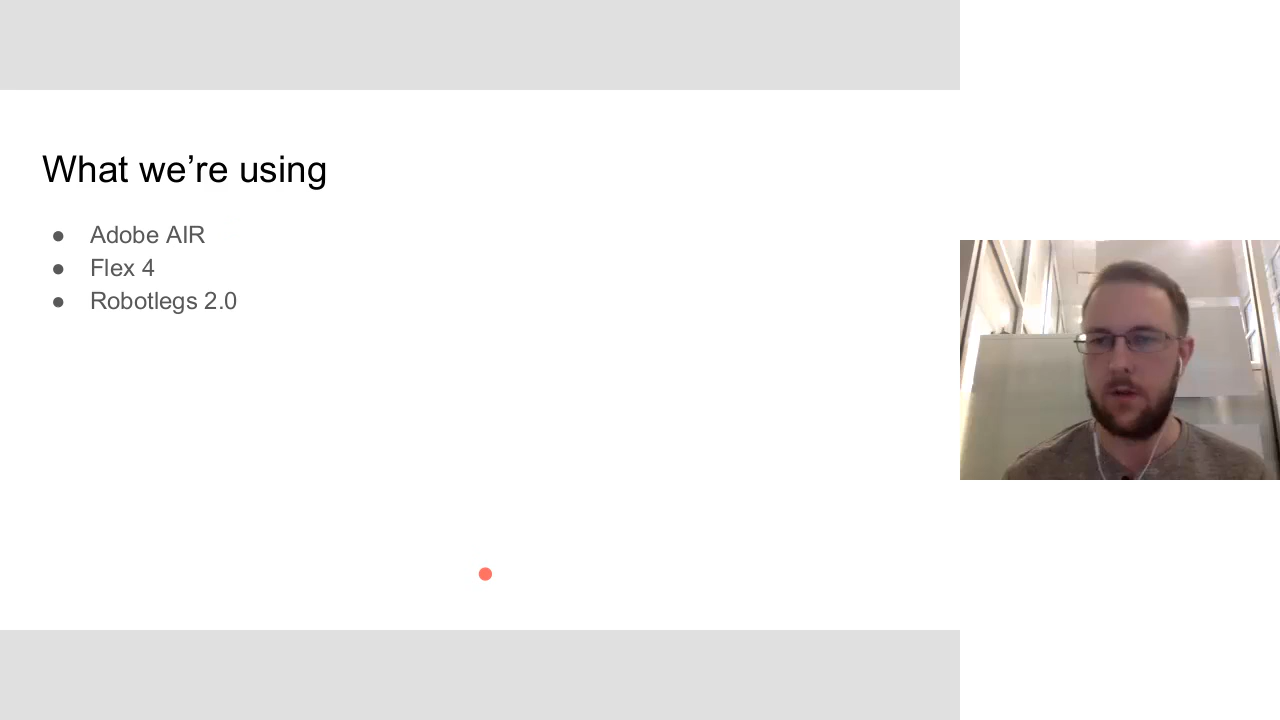 What we’re using
● Adobe AIR
● Flex 4
● Robotlegs 2.0